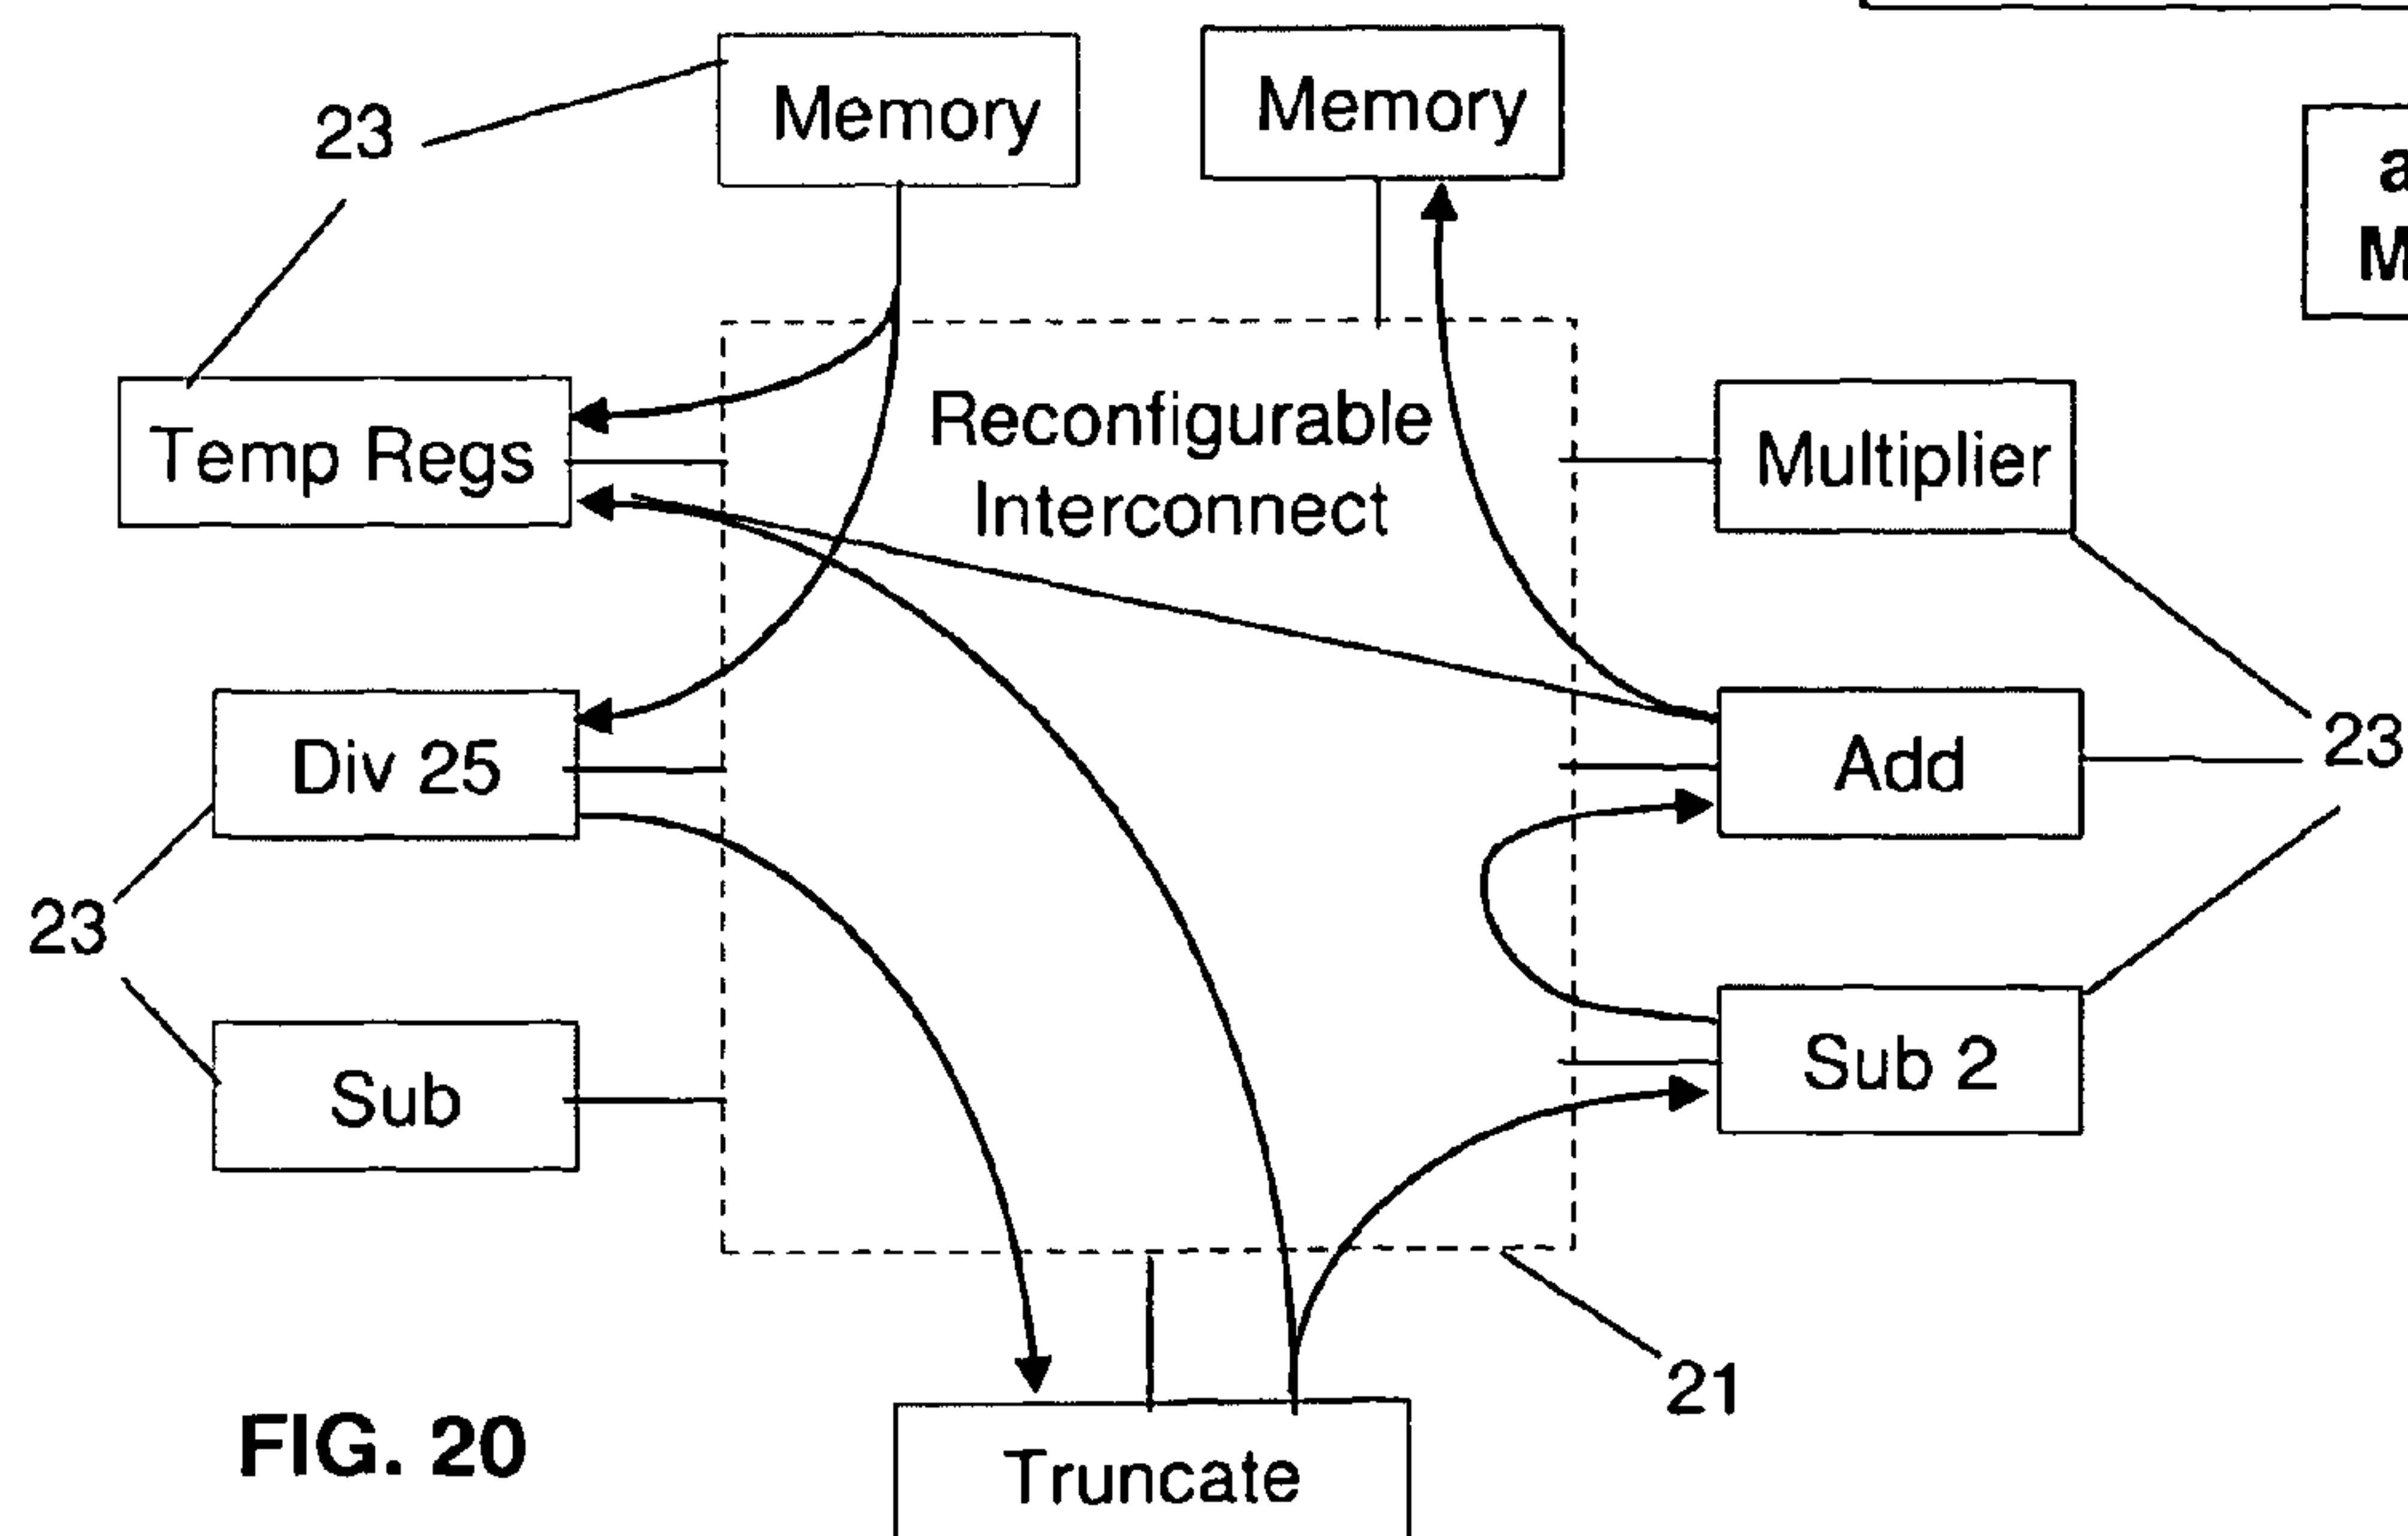 Memory
Memory
23
a
M
Reconfigurable
Interconnect
Temp Regs
Multiplier
Div 25
Add
23
23
Sub
Sub 2
21
FIG. 20
Truncate